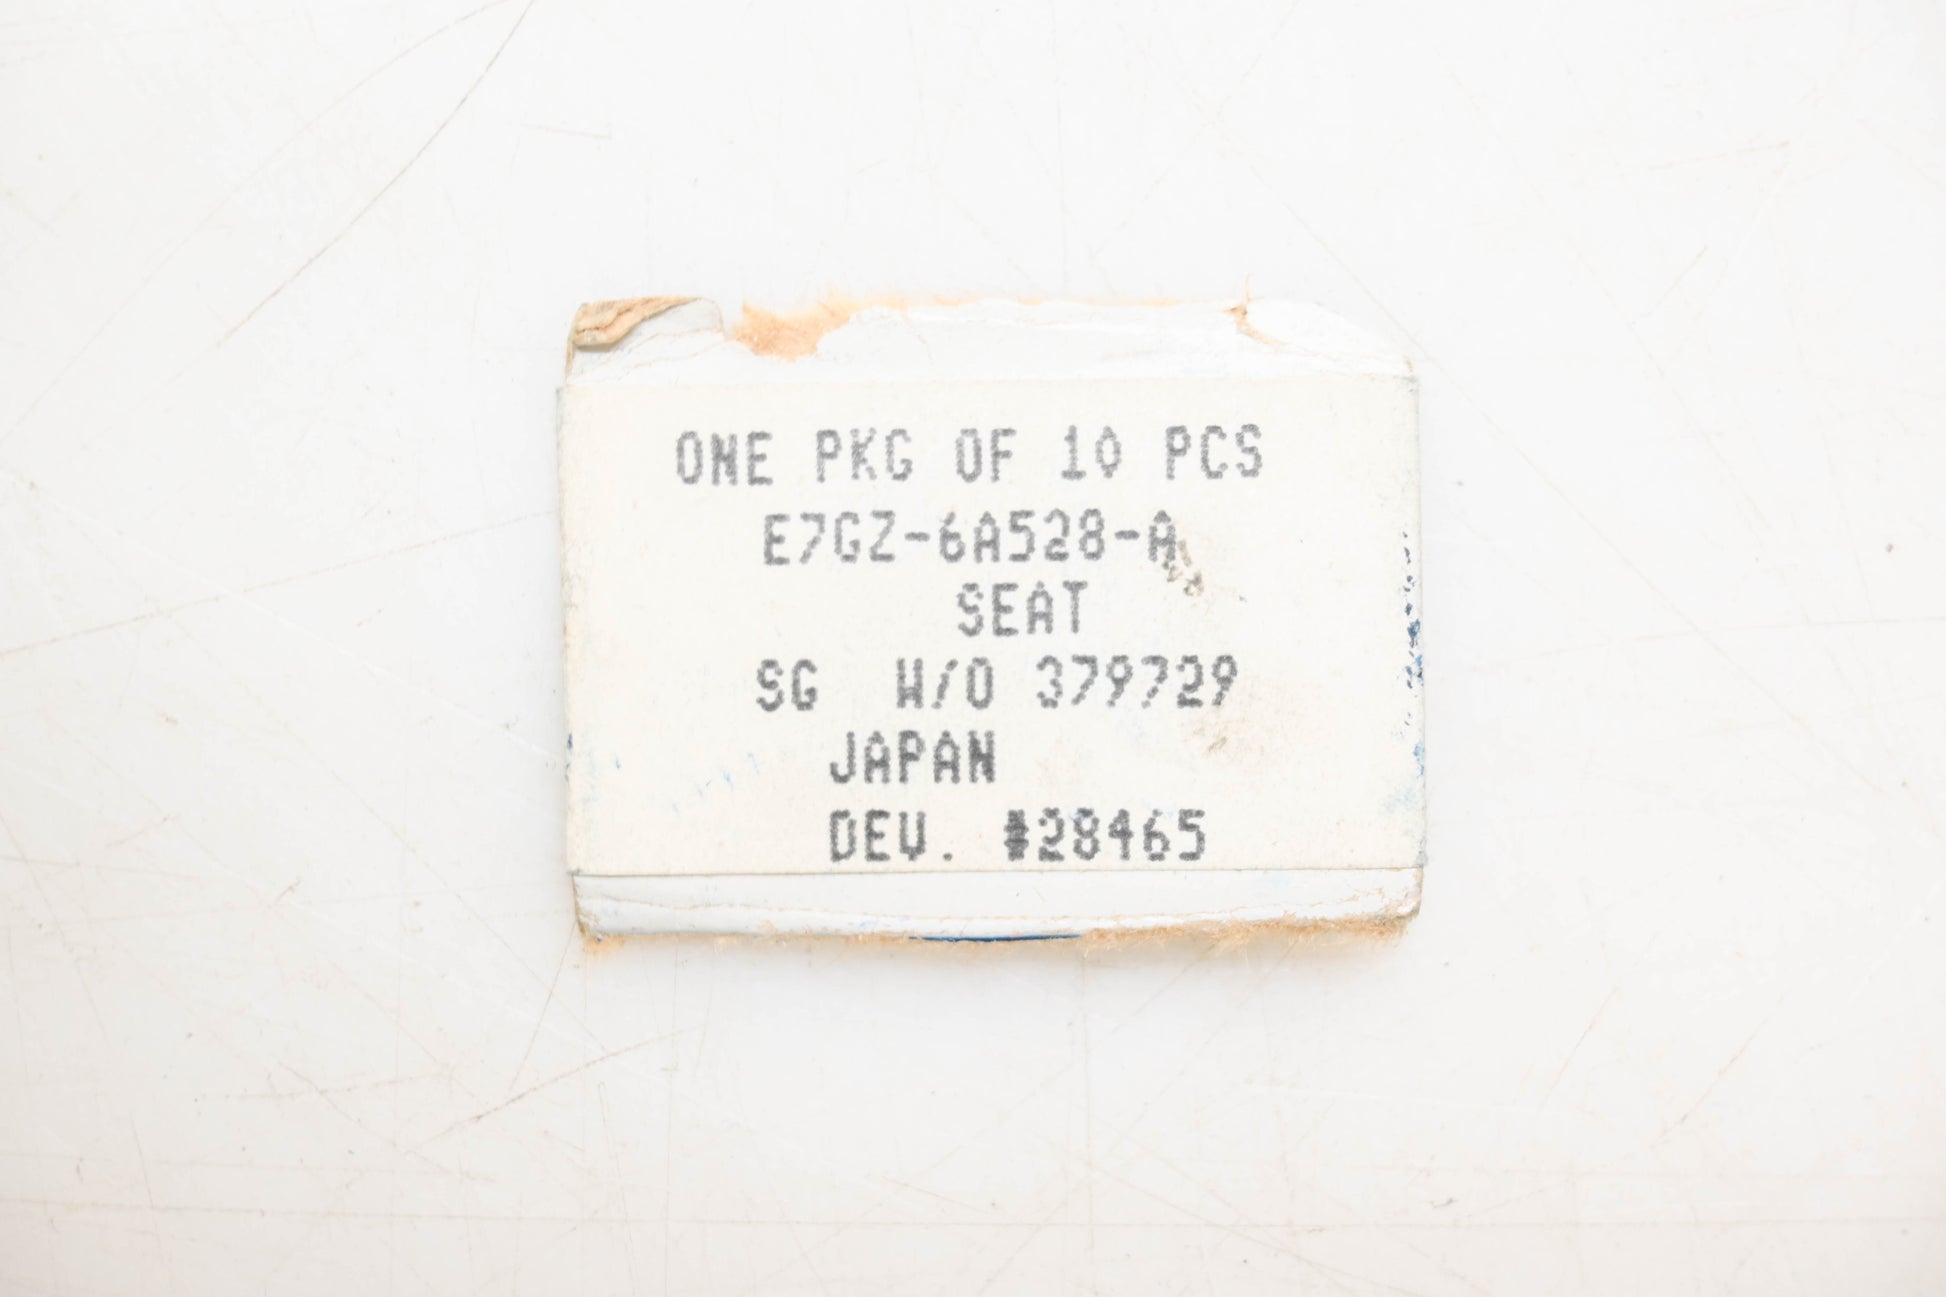 ONE PKG OF 10 PCS
E7GZ-6A528-A
SEAT
SG W/O 379729
JAPAN
DEV. #28465